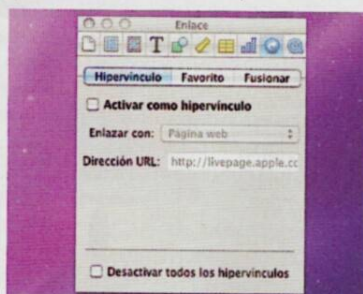 Enlace
T
Hipervínculo Favorito Fusionar
Activar como hipervínculo
Enlazar con: Página web
Dirección URL: http://livepage.apple.cc
Desactivar todos los hipervínculos